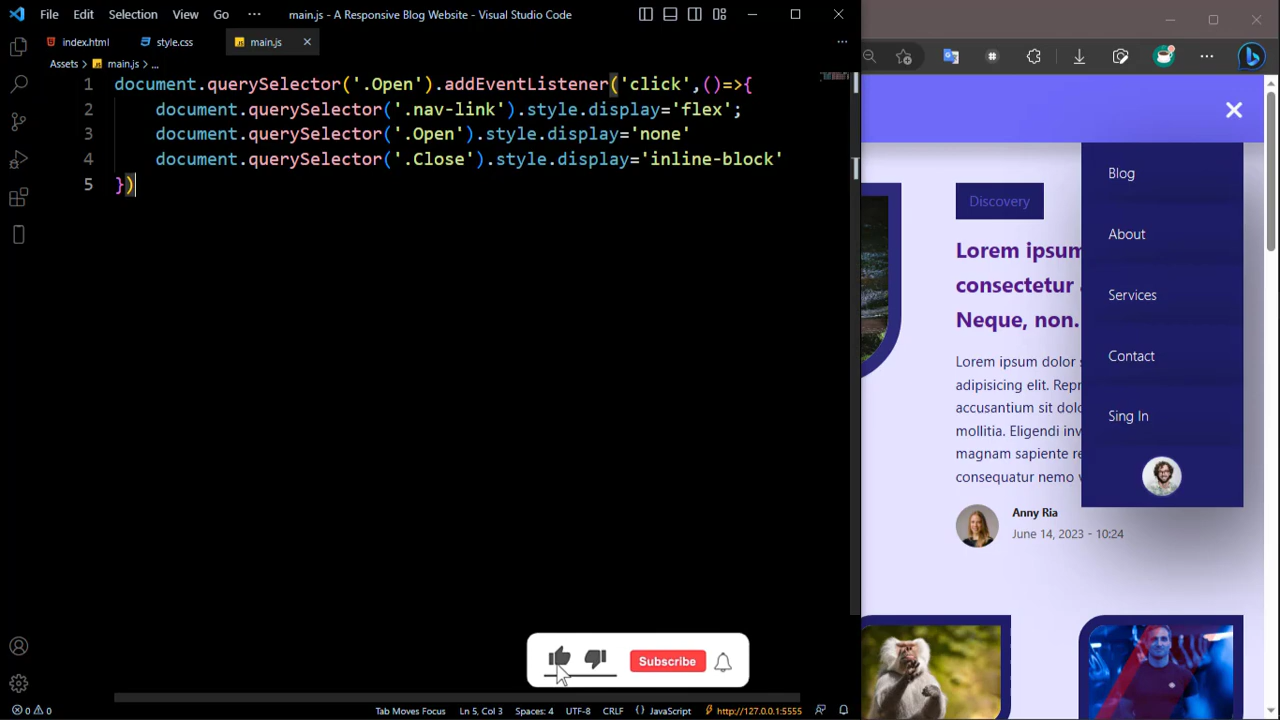 File Edit Selection View Go ··· main.js - A Responsive Blog Website - Visual Studio Code
index.html style.css main.js
Assets > main.js > ...
1 document.querySelector('.Open').addEventListener('click',()=>{
2 document.querySelector('.nav-link').style.display='flex';
3 document.querySelector('.Open').style.display='none'
4 document.querySelector('.Close').style.display='inline-block'
5 })
Blog
About
Services
Contact
Sing In
Discovery
Lorem ipsum
consectetur
Neque, non.
Lorem ipsum dolor
adipisicing elit. Repr
accusantium sit dolo
mollitia. Eligendi inv
magnam sapiente re
consequatur nemo
Anny Ria
June 14, 2023 - 10:24
Subscribe
0 0 Tab Moves Focus Ln 5, Col 3 Spaces: 4 UTF-8 CRLF JavaScript http://127.0.0.1:5555